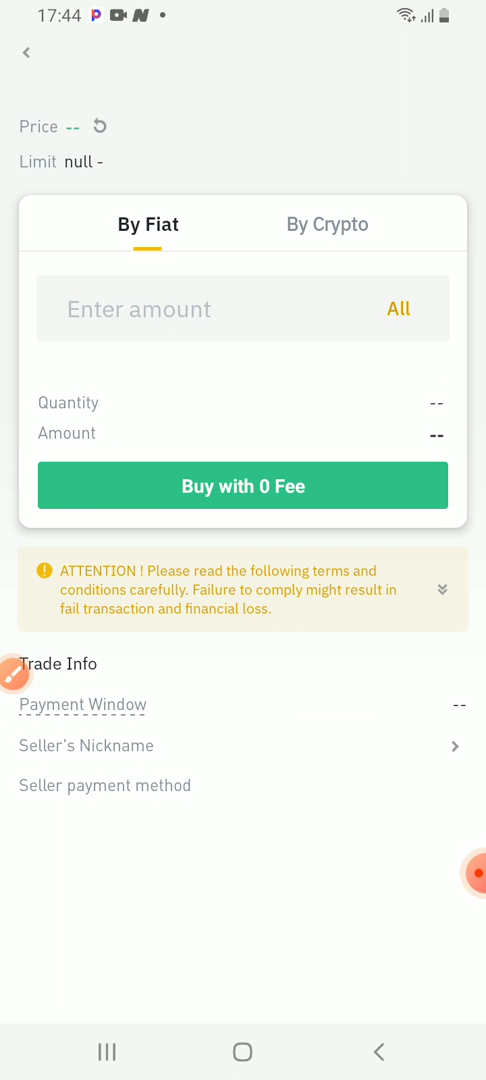 17:44
Price --
Limit null -
By Fiat By Crypto
Enter amount All
Quantity --
Amount --
Buy with 0 Fee
ATTENTION ! Please read the following terms and
conditions carefully. Failure to comply might result in
fail transaction and financial loss.
Trade Info
Payment Window --
Seller's Nickname
Seller payment method